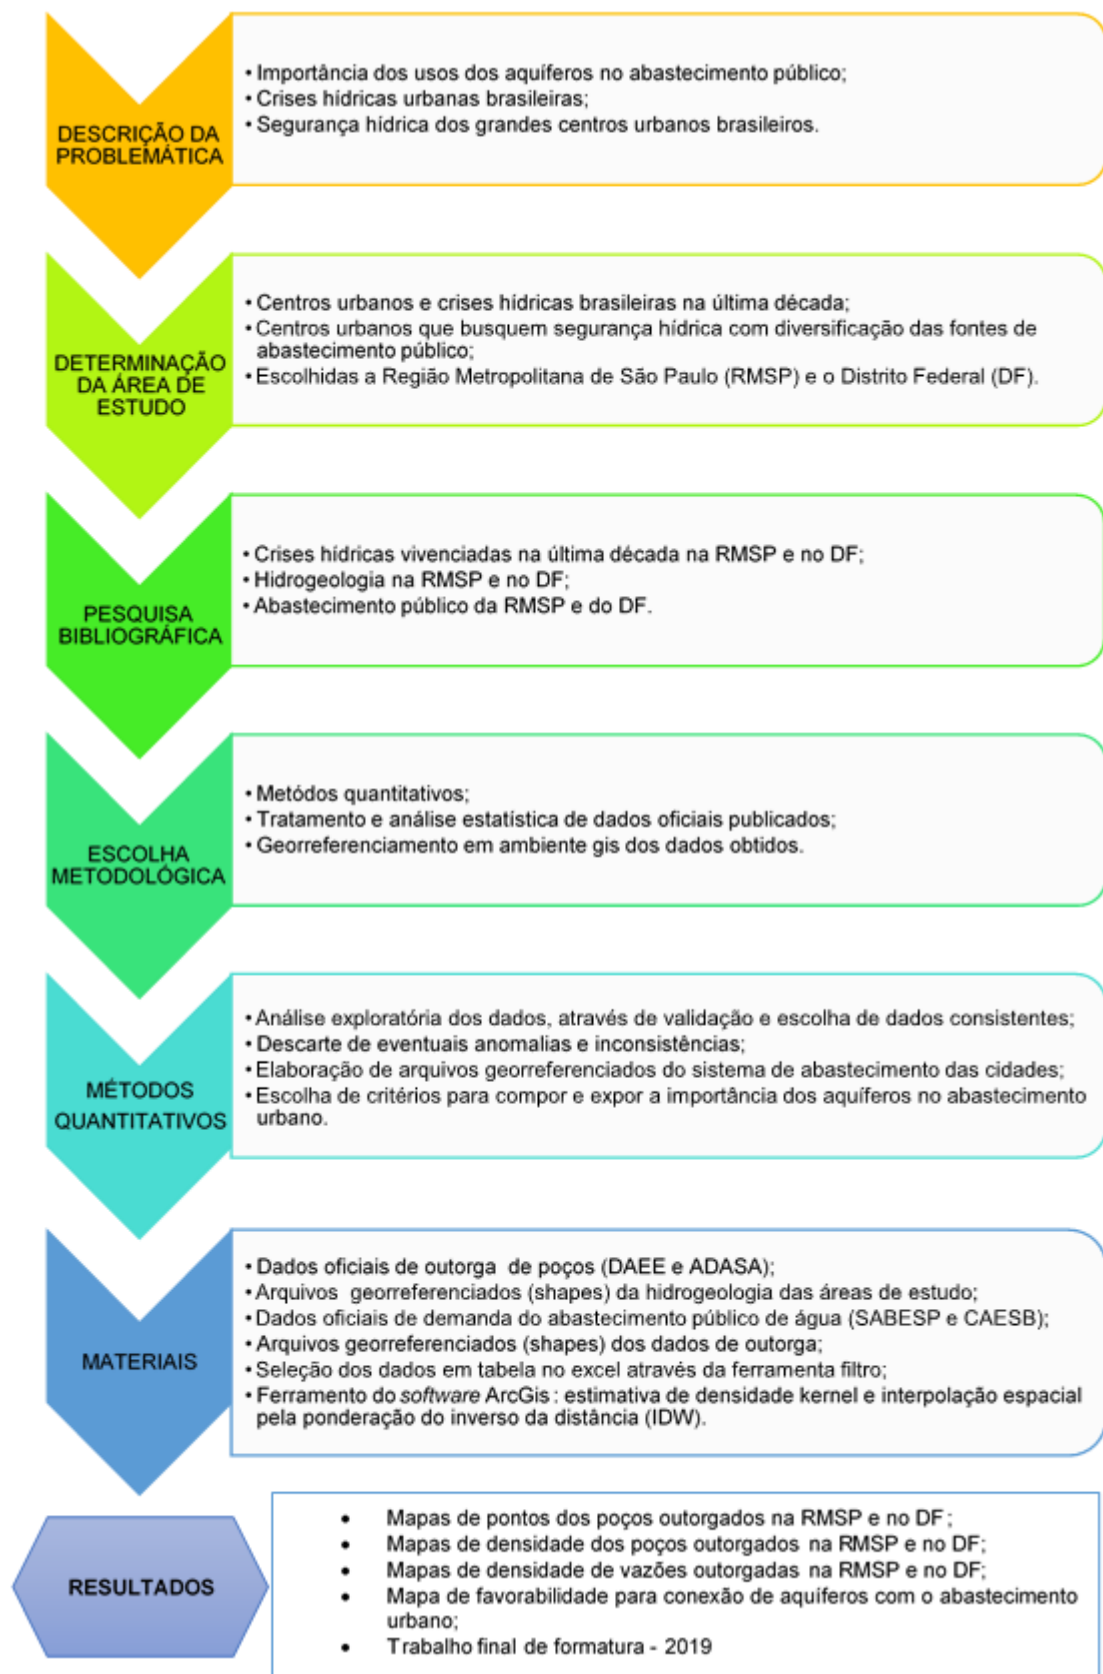 DESCRIÇÃO DA
PROBLEMÁTICA
• Importância dos usos dos aquíferos no abastecimento público;
• Crises hídricas urbanas brasileiras;
• Segurança hídrica dos grandes centros urbanos brasileiros.
DETERMINAÇÃO
DA ÁREA DE
ESTUDO
• Centros urbanos e crises hídricas brasileiras na última década;
• Centros urbanos que busquem segurança hídrica com diversificação das fontes de
abastecimento público;
• Escolhidas a Região Metropolitana de São Paulo (RMSP) e o Distrito Federal (DF).
PESQUISA
BIBLIOGRÁFICA
• Crises hídricas vivenciadas na última década na RMSP e no DF;
• Hidrogeologia na RMSP e no DF;
• Abastecimento público da RMSP e do DF.
ESCOLHA
METODOLÓGICA
• Metódos quantitativos;
• Tratamento e análise estatística de dados oficiais publicados;
• Georreferenciamento em ambiente gis dos dados obtidos.
MÉTODOS
QUANTITATIVOS
• Análise exploratória dos dados, através de validação e escolha de dados consistentes;
• Descarte de eventuais anomalias e inconsistências;
• Elaboração de arquivos georreferenciados do sistema de abastecimento das cidades;
• Escolha de critérios para compor e expor a importância dos aquíferos no abastecimento
urbano.
MATERIAIS
• Dados oficiais de outorga de poços (DAEE e ADASA);
• Arquivos georreferenciados (shapes) da hidrogeologia das áreas de estudo;
• Dados oficiais de demanda do abastecimento público de água (SABESP e CAESB);
• Arquivos georreferenciados (shapes) dos dados de outorga;
• Seleção dos dados em tabela no excel através da ferramenta filtro;
• Ferramento do software ArcGis: estimativa de densidade kernel e interpolação espacial
pela ponderação do inverso da distância (IDW).
RESULTADOS
• Mapas de pontos dos poços outorgados na RMSP e no DF;
• Mapas de densidade dos poços outorgados na RMSP e no DF;
• Mapas de densidade de vazões outorgadas na RMSP e no DF;
• Mapa de favorabilidade para conexão de aquíferos com o abastecimento
urbano;
• Trabalho final de formatura - 2019